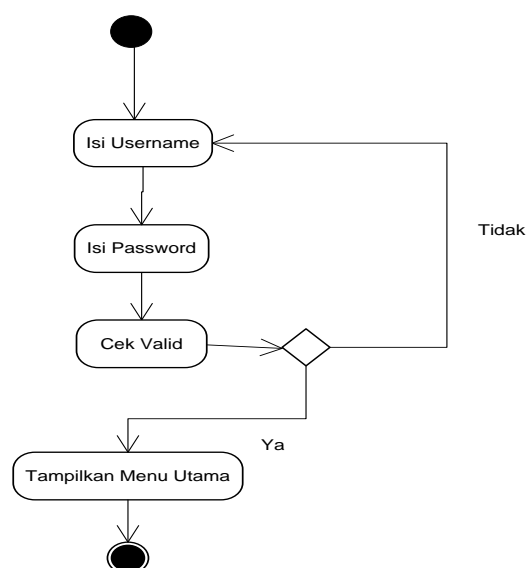 Isi Username
Tidak
Isi Password
Cek Valid
Ya
Tampilkan Menu Utama